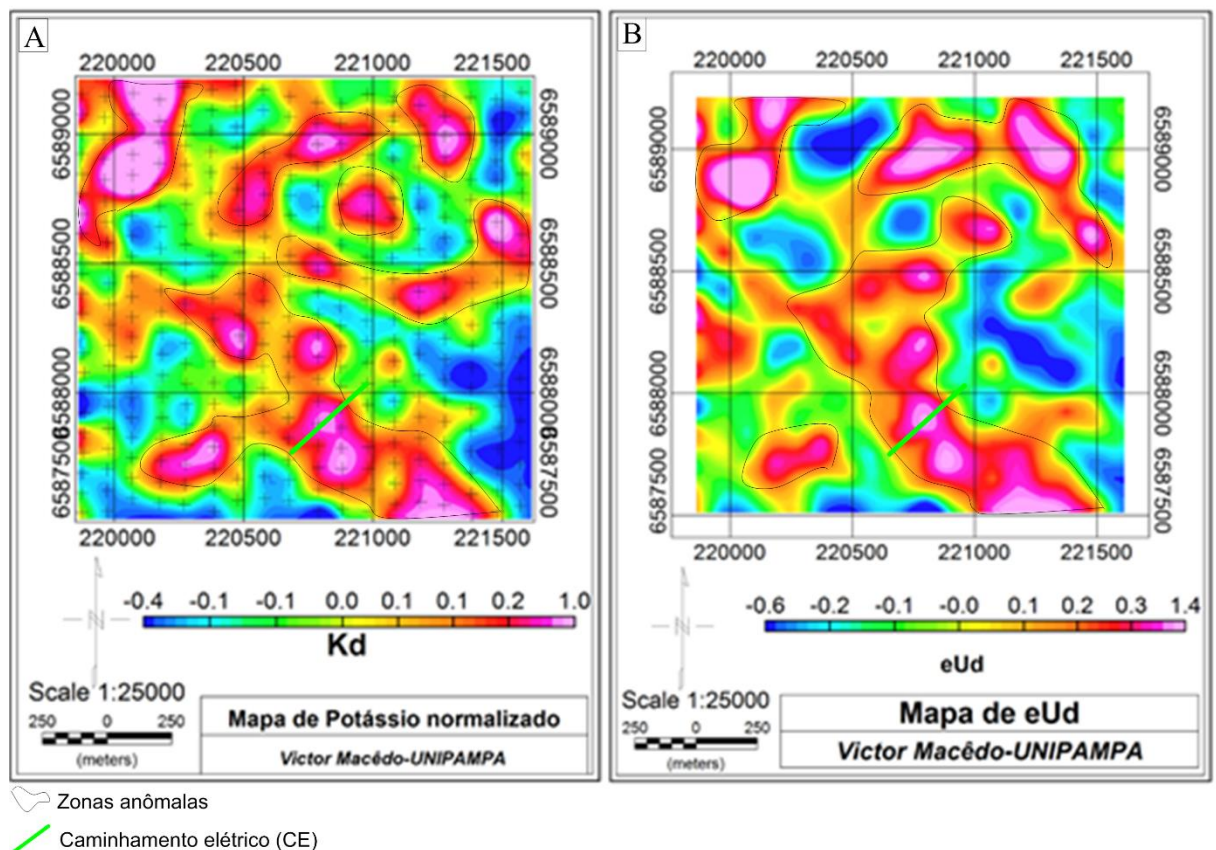 A
220000 220500 221000 221500
6589000
6588500
6588000
6587500
6589000
6588500
6588000
6587500
220000 220500 221000 221500
-0.4 -0.1 -0.1 0.0 0.1 0.1 0.2 1.0
Kd
Scale 1:25000
250 0 250
(meters)
Mapa de Potássio normalizado
Victor Macêdo-UNIPAMPA
B
220000 220500 221000 221500
6589000
6588500
6588000
6587500
6589000
6588500
6588000
6587500
220000 220500 221000 221500
-0.6 -0.2 -0.1 -0.0 0.1 0.2 0.3 1.4
eUd
Scale 1:25000
250 0 250
(meters)
Mapa de eUd
Victor Macêdo-UNIPAMPA
Zonas anômalas
Caminhamento elétrico (CE)